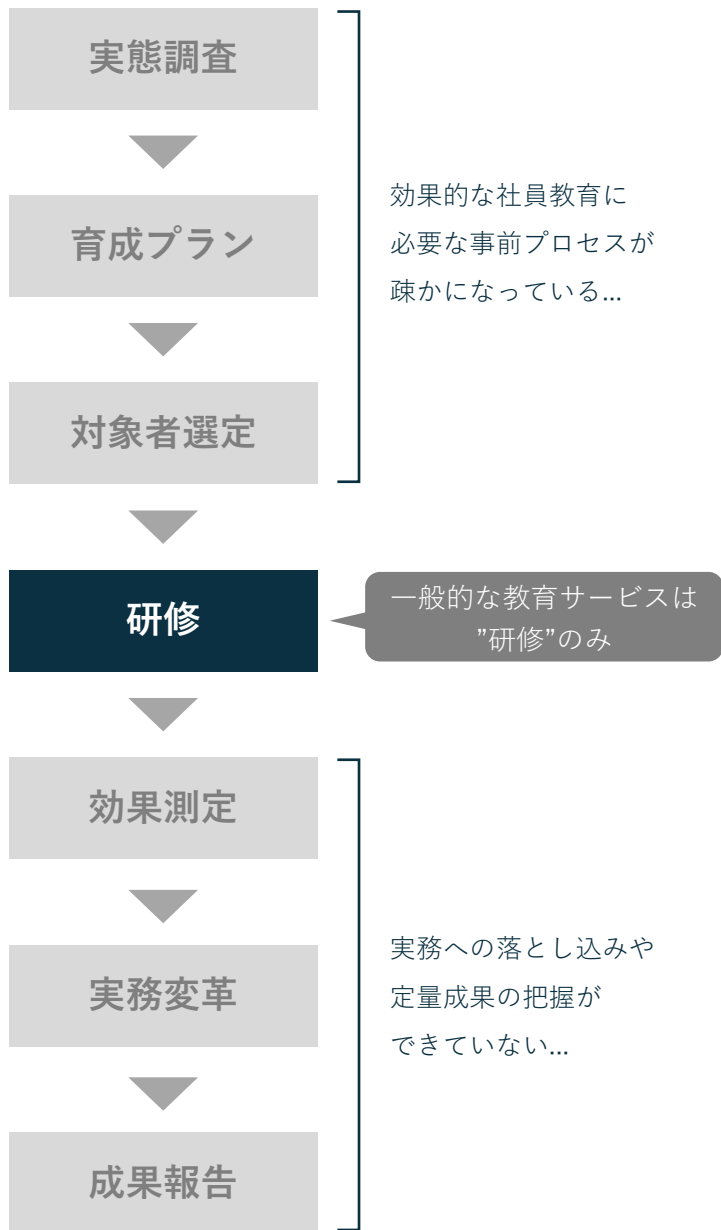 実態調査
育成プラン
効果的な社員教育に
必要な事前プロセスが
疎かになっている...
対象者選定
研修
一般的な教育サービスは
”研修”のみ
効果測定
実務変革
実務への落とし込みや
定量成果の把握が
できていない...
成果報告